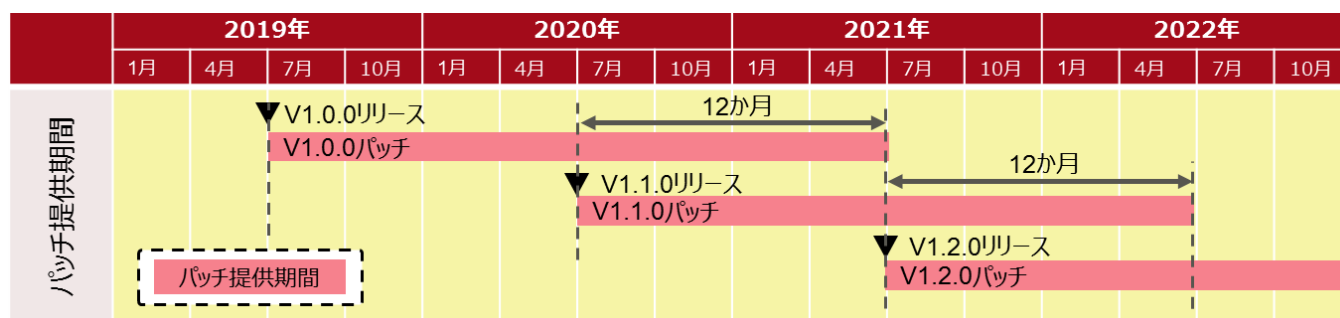 2019年 2020年 2021年 2022年
1月 4月 7月 10月 1月 4月 7月 10月 1月 4月 7月 10月 1月 4月 7月 10月
パッチ提供期間
V1.0.0リリース
12か月
V1.0.0パッチ
12か月
V1.1.0リリース
V1.1.0パッチ
V1.2.0リリース
V1.2.0パッチ
パッチ提供期間